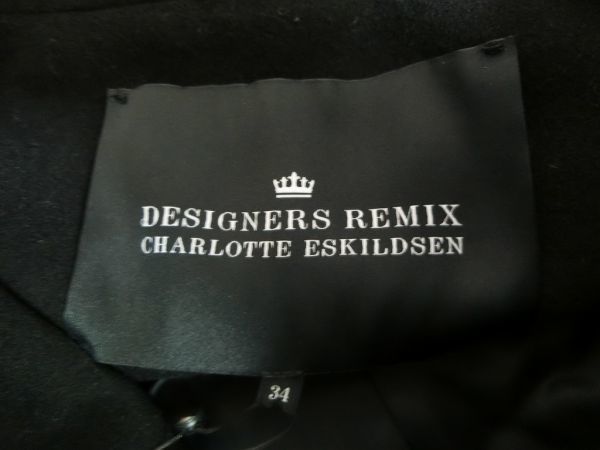 DESIGNERS REMIX
CHARLOTTE ESKILDSEN
34